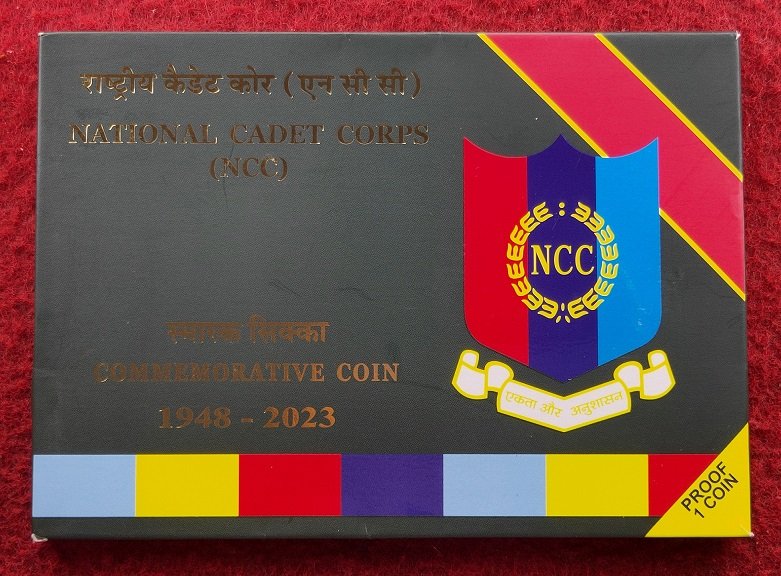 राष्ट्रीय कैडेट कोर (एन सी सी)
NATIONAL CADET CORPS
(NCC)
NCC
एकता और अनुशासन
स्मारक सिक्का
COMMEMORATIVE COIN
1948 - 2023
PROOF
1 COIN